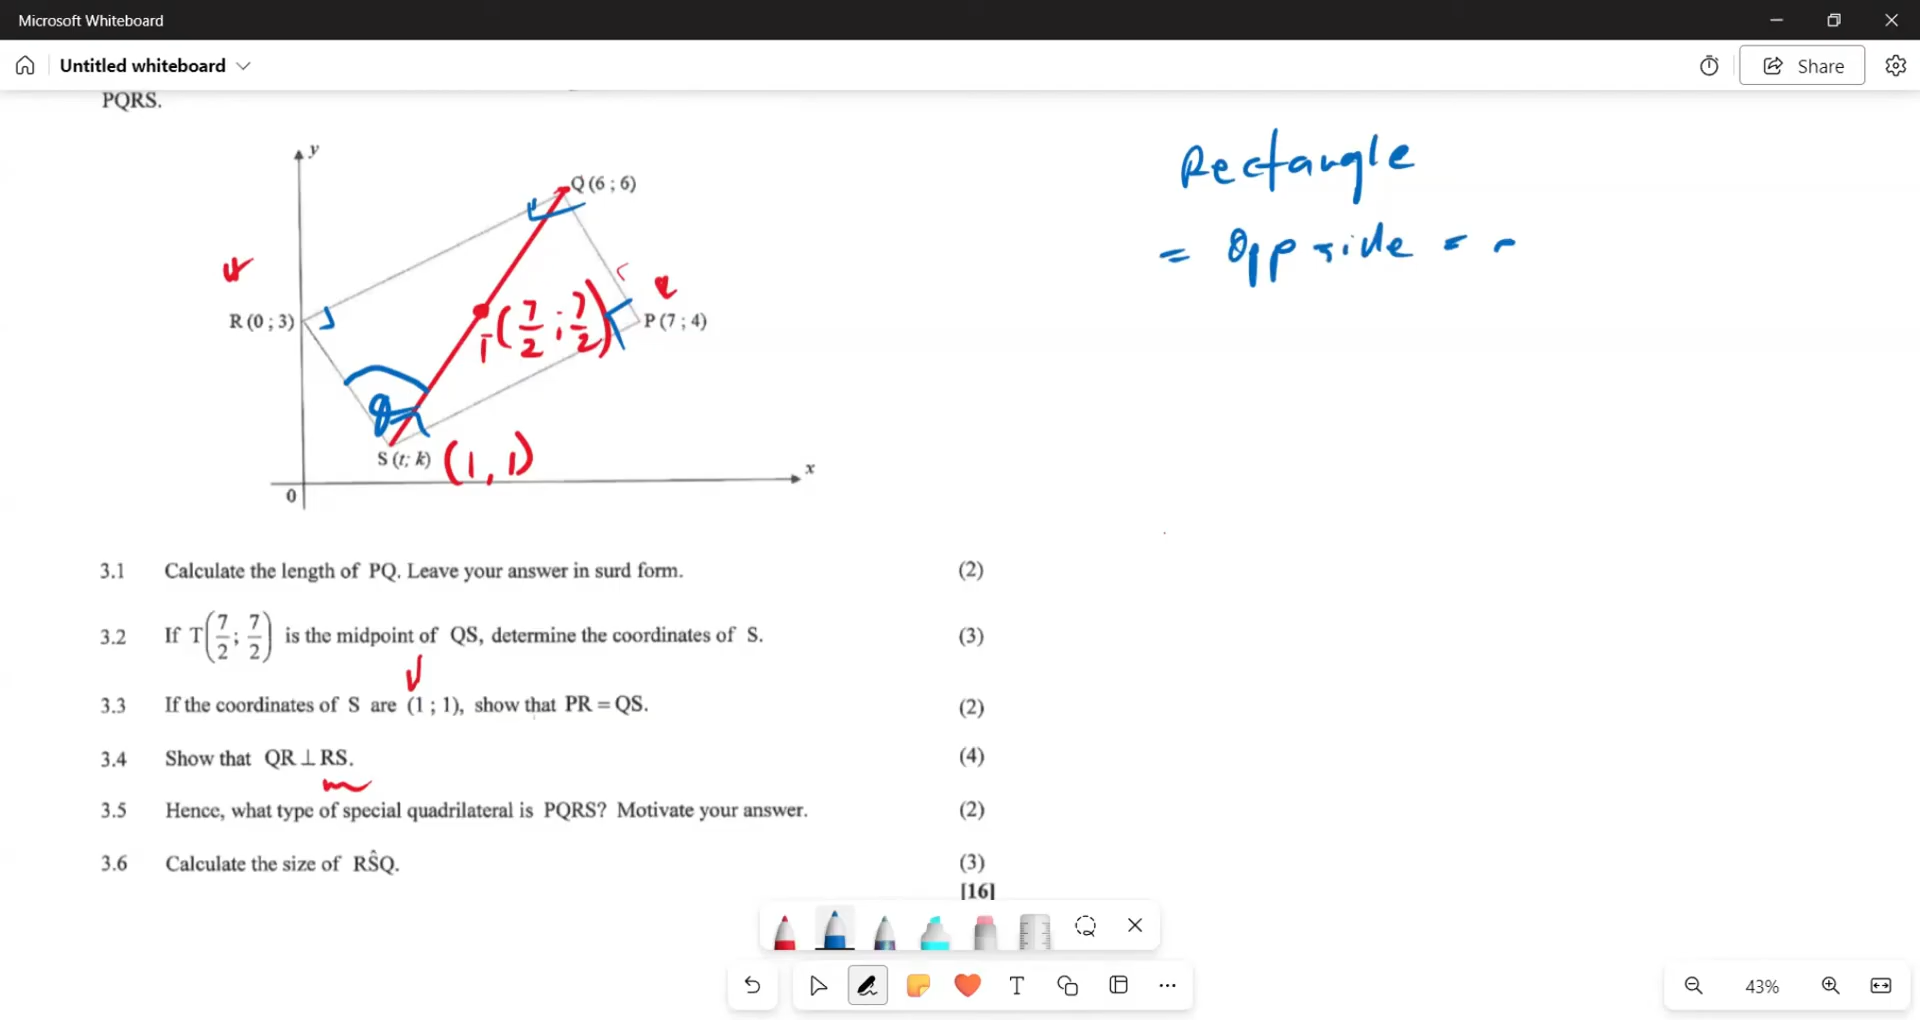 Microsoft Whiteboard
Untitled whiteboard
Share
PQRS.
Rectangle
= Opp side =
y
Q (6 ; 6)
R (0 ; 3)
T (7/2 ; 7/2)
P (7 ; 4)
θ
S (t; k) (1, 1)
x
0
3.1 Calculate the length of PQ. Leave your answer in surd form. (2)
3.2 If T(7/2 ; 7/2) is the midpoint of QS, determine the coordinates of S. (3)
3.3 If the coordinates of S are (1 ; 1), show that PR = QS. (2)
3.4 Show that QR ⊥ RS. (4)
3.5 Hence, what type of special quadrilateral is PQRS? Motivate your answer. (2)
3.6 Calculate the size of RŜQ. (3)
[16]
43%